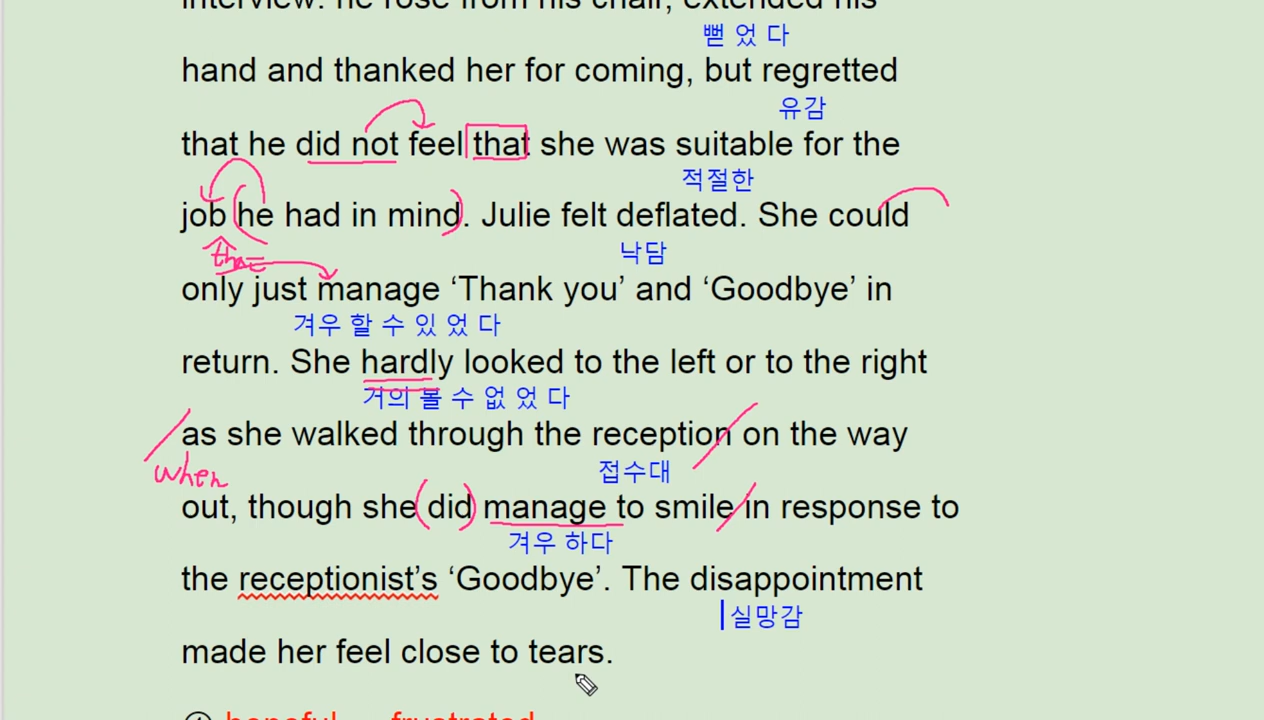 interview. he rose from his chair, extended his
뻗 었 다
hand and thanked her for coming, but regretted
유감
that he did not feel that she was suitable for the
적절한
job (he had in mind). Julie felt deflated. She could
낙담
only just manage ‘Thank you’ and ‘Goodbye’ in
겨우 할 수 있 었 다
return. She hardly looked to the left or to the right
거의 볼 수 없 었 다
as she walked through the reception on the way
when
접수대
out, though she (did) manage to smile in response to
겨우 하다
the receptionist’s ‘Goodbye’. The disappointment
실망감
made her feel close to tears.
① hopeful frustrated